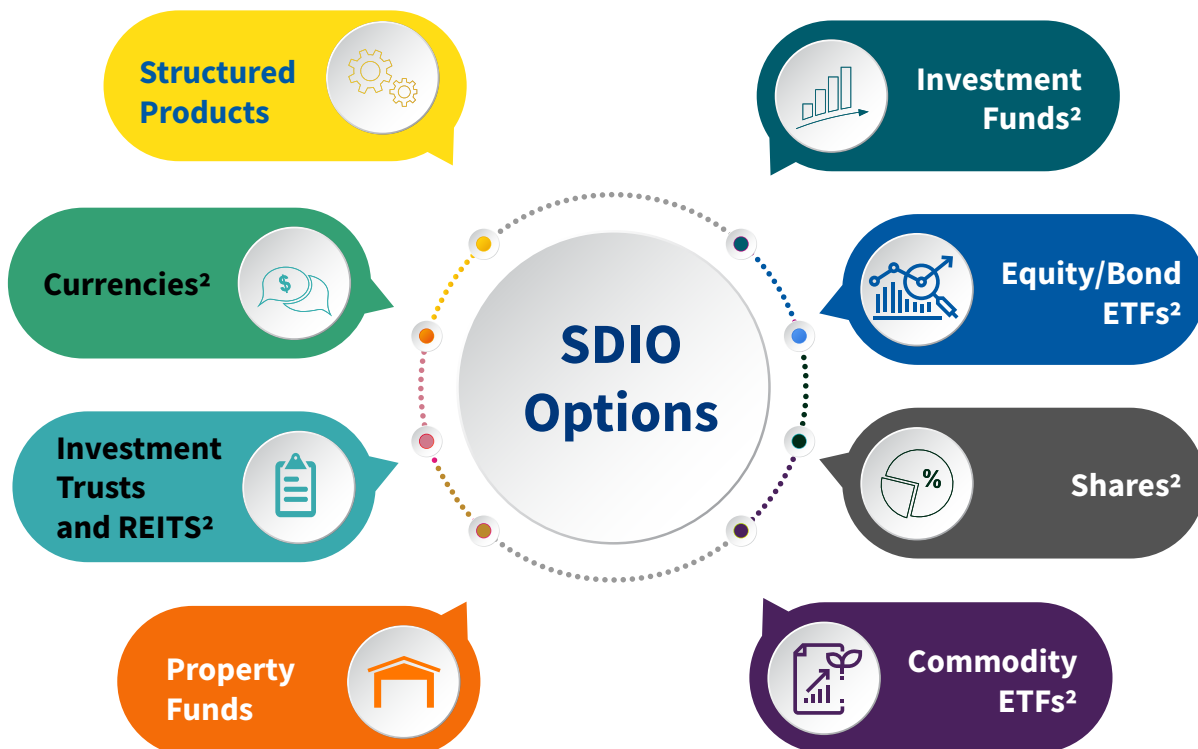 Structured
Products
Investment
Funds²
Currencies²
$
SDIO
Options
Equity/Bond
ETFs²
Investment
Trusts
and REITS²
%
Shares²
Property
Funds
Commodity
ETFs²